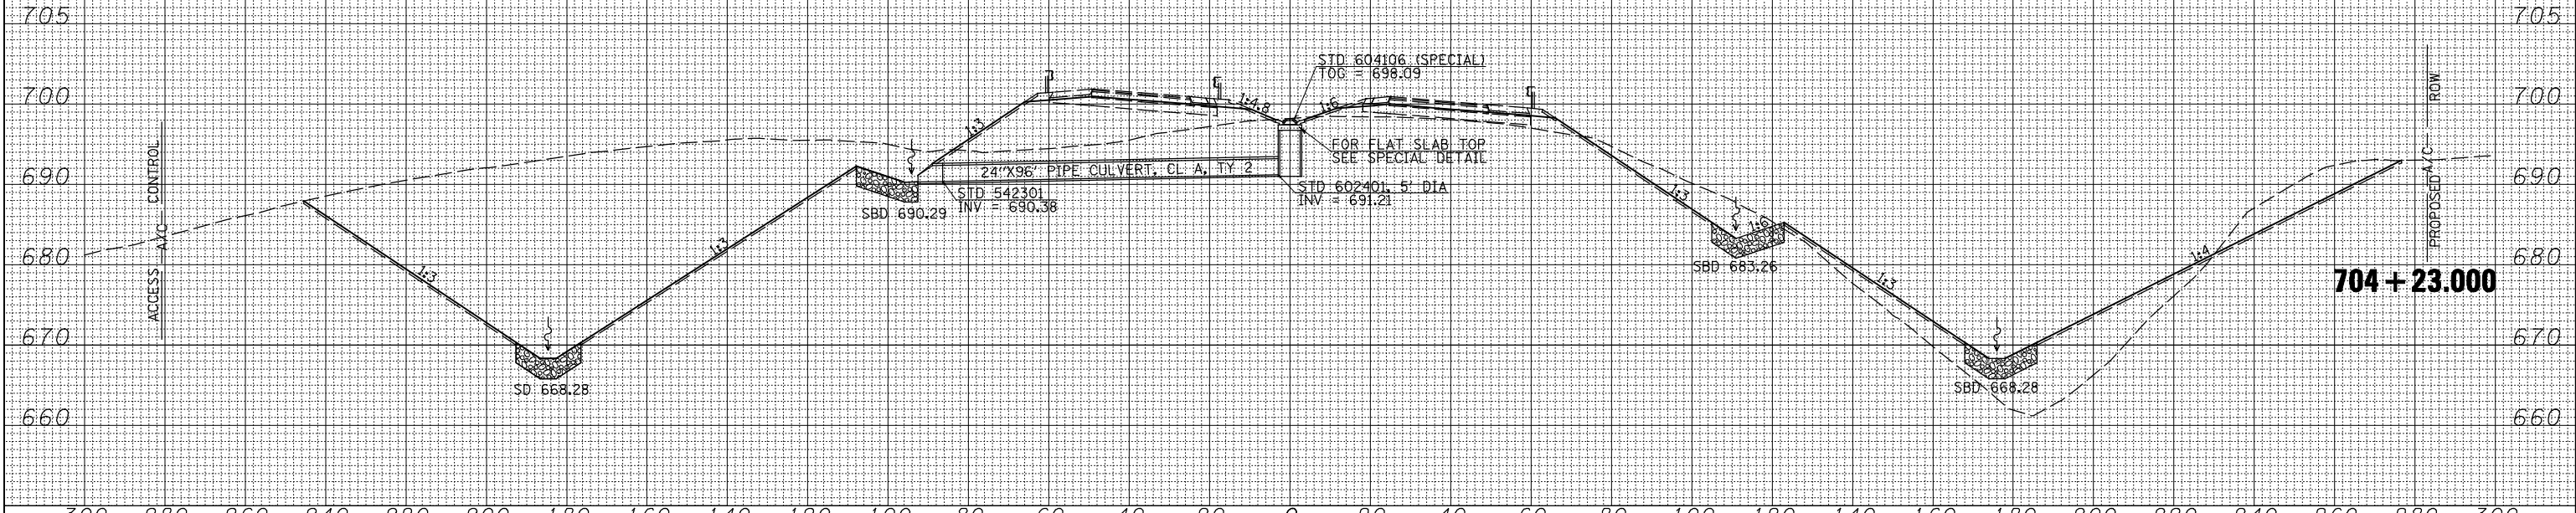 705 705
STD 604106 (SPECIAL)
TOG = 698.09
700 700
1:4.8 1:6
1:3
FOR FLAT SLAB TOP
SEE SPECIAL DETAIL
24"X96' PIPE CULVERT, CL A, TY 2
690 690
STD 542301
INV = 690.38
STD 602401, 5' DIA
INV = 691.21
SBD 690.29
1:3
1:6
ACCESS A/C CONTROL
PROPOSED A/C ROW
1:3
1:3
1:4
680 680
SBD 683.26
1:3
704 + 23.000
670 670
SD 668.28
SBD 668.28
660 660
300 280 260 240 220 200 180 160 140 120 100 80 60 40 20 0 20 40 60 80 100 120 140 160 180 200 220 240 260 280 300